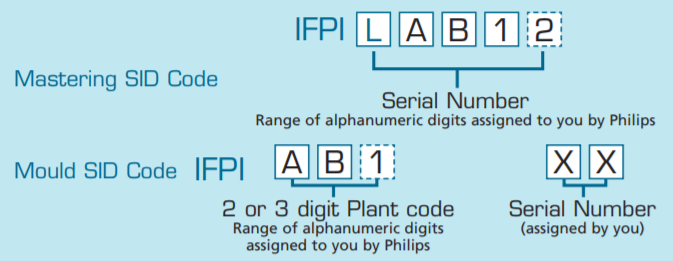 IFPI L A B 1 2
Mastering SID Code
Serial Number
Range of alphanumeric digits assigned to you by Philips
Mould SID Code IFPI A B 1 X X
2 or 3 digit Plant code
Range of alphanumeric digits
assigned to you by Philips
Serial Number
(assigned by you)